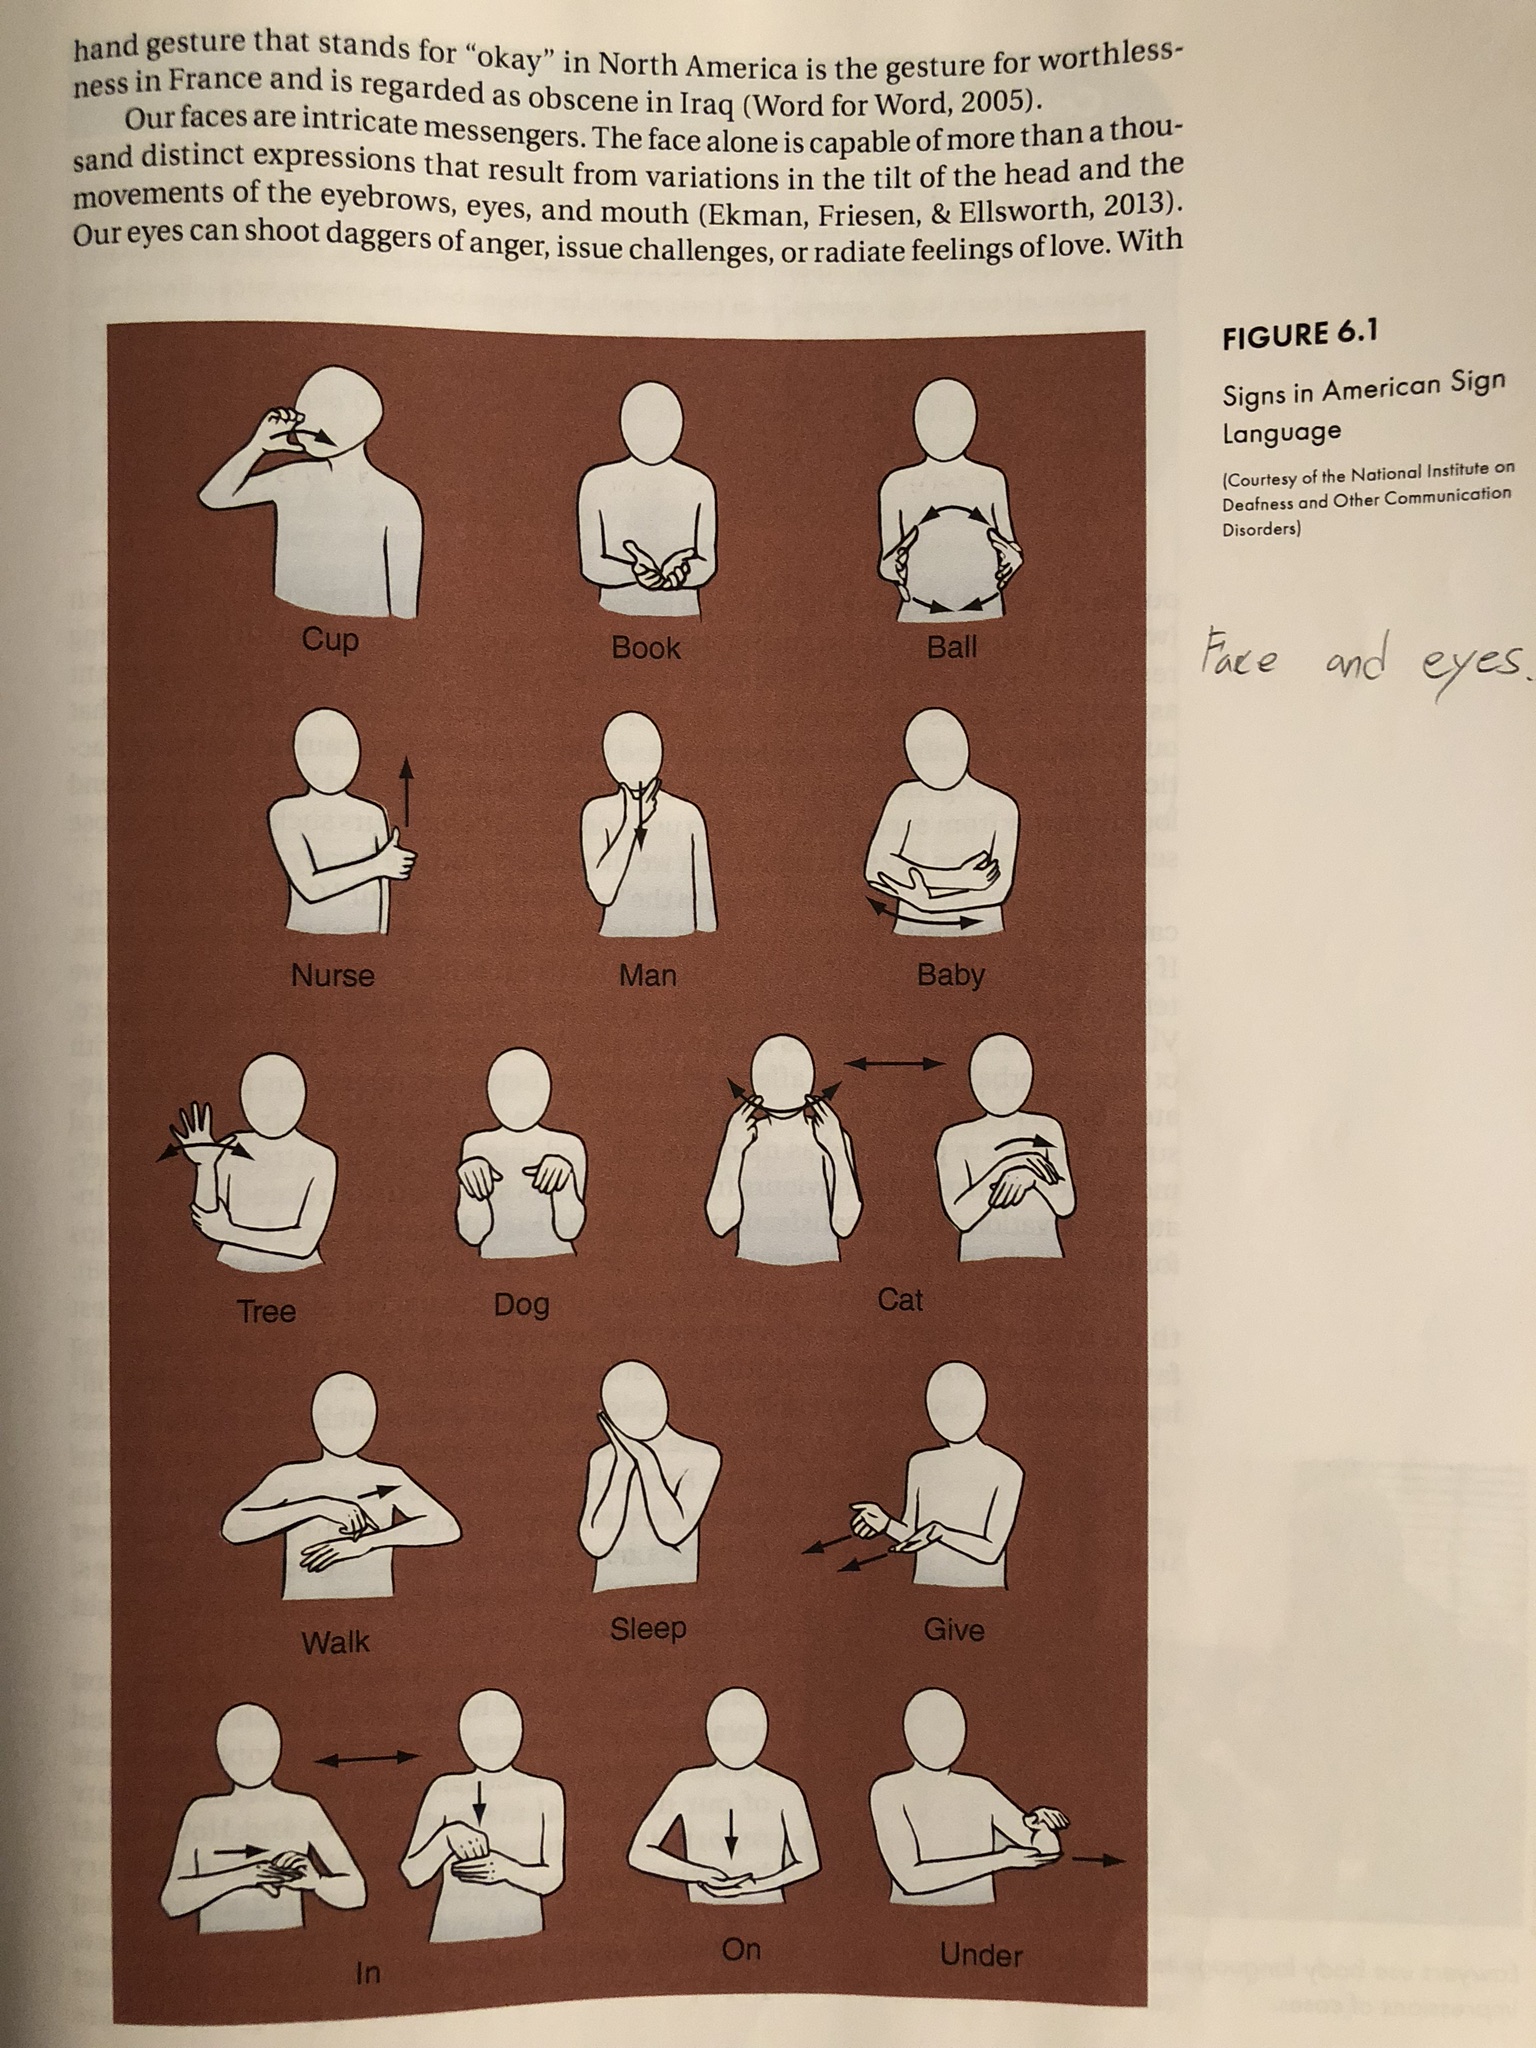 hand gesture that stands for “okay” in North America is the gesture for worthless-
ness in France and is regarded as obscene in Iraq (Word for Word, 2005).
Our faces are intricate messengers. The face alone is capable of more than a thou-
sand distinct expressions that result from variations in the tilt of the head and the
movements of the eyebrows, eyes, and mouth (Ekman, Friesen, & Ellsworth, 2013).
Our eyes can shoot daggers of anger, issue challenges, or radiate feelings of love. With
FIGURE 6.1
Signs in American Sign
Language
(Courtesy of the National Institute on
Deafness and Other Communication
Disorders)
Face and eyes.
Cup
Book
Ball
Nurse
Man
Baby
Tree
Dog
Cat
Walk
Sleep
Give
In
On
Under